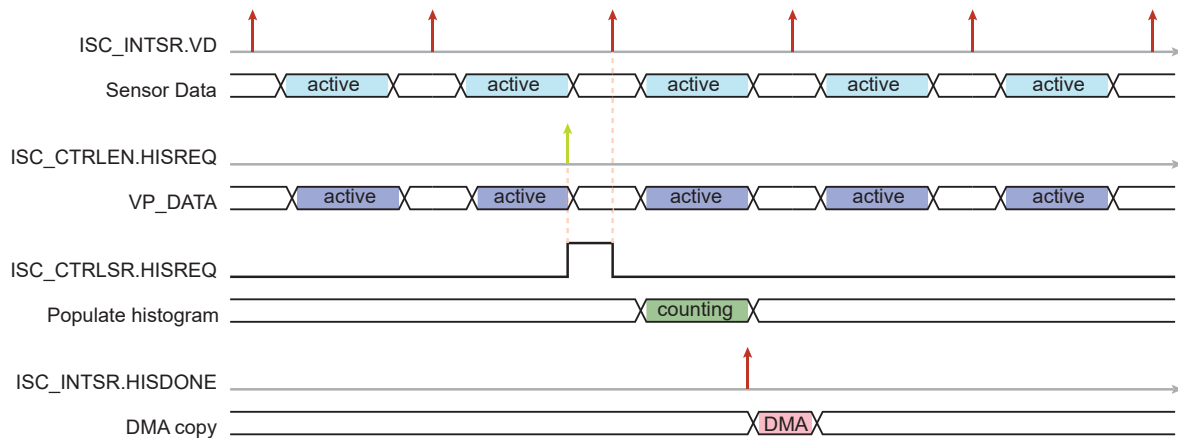 ISC_INTSR.VD
Sensor Data active active active active active
ISC_CTRLEN.HISREQ
VP_DATA active active active active active
ISC_CTRLSR.HISREQ
Populate histogram counting
ISC_INTSR.HISDONE
DMA copy DMA